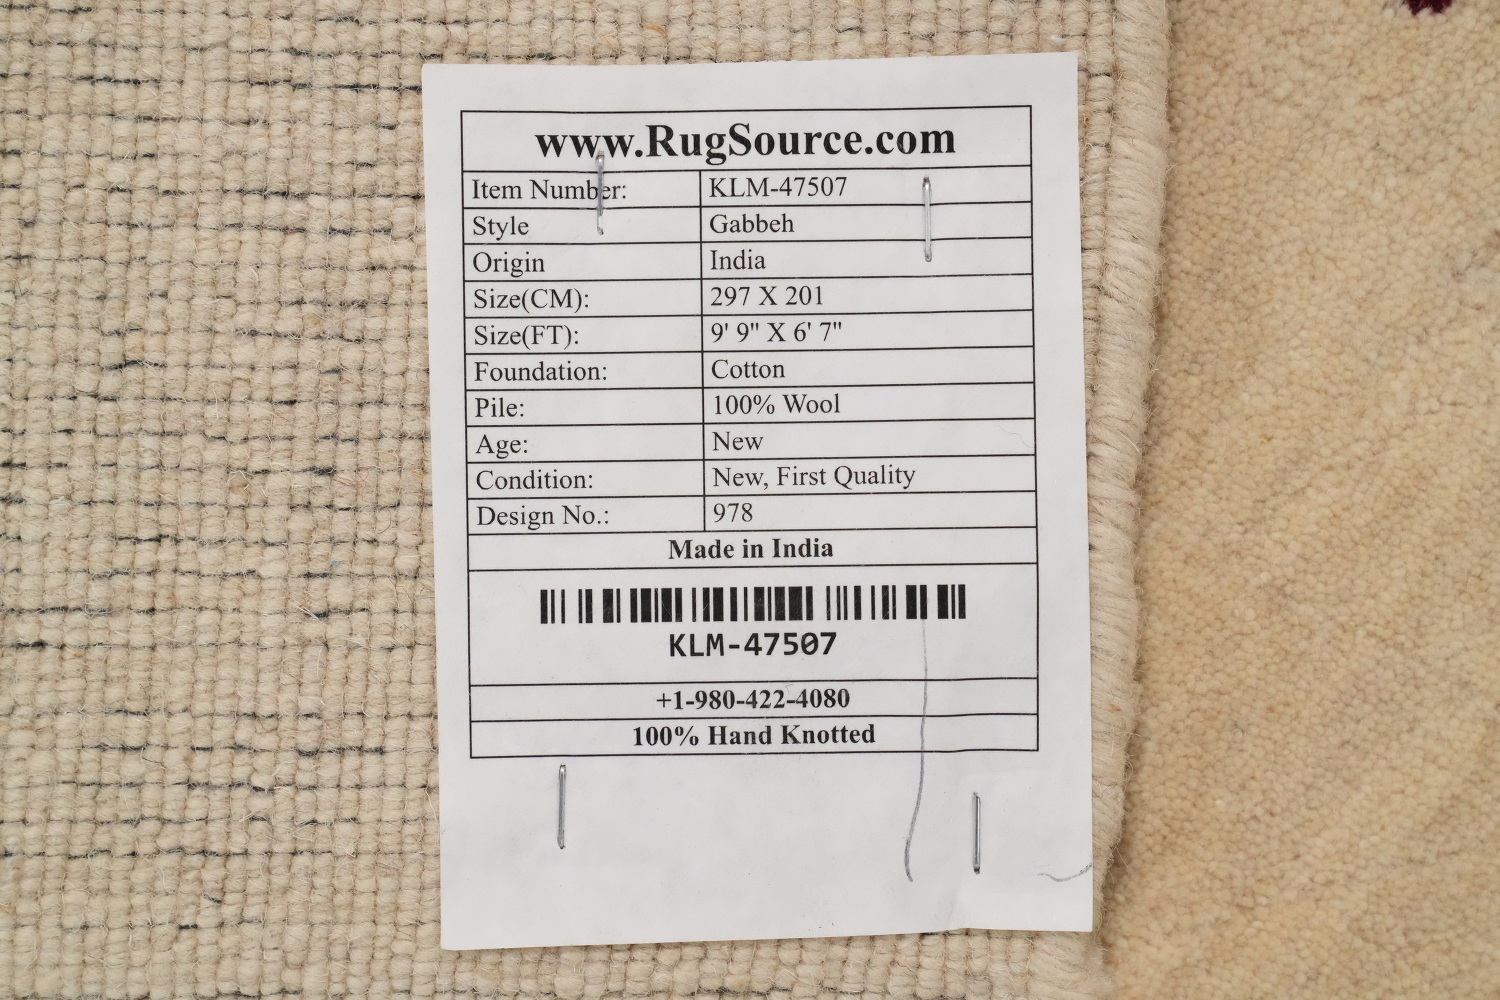 www.RugSource.com
Item Number: KLM-47507
Style Gabbeh
Origin India
Size(CM): 297 X 201
Size(FT): 9' 9" X 6' 7"
Foundation: Cotton
Pile: 100% Wool
Age: New
Condition: New, First Quality
Design No.: 978
Made in India
KLM-47507
+1-980-422-4080
100% Hand Knotted